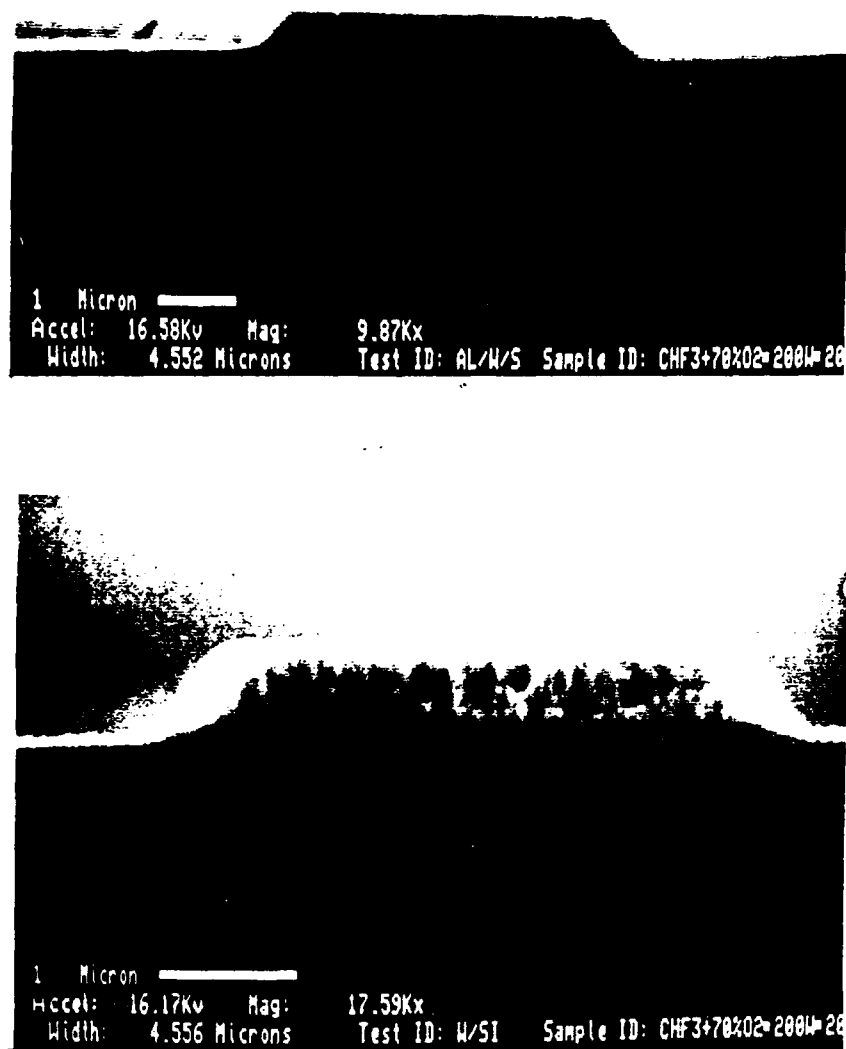 1 Micron
Accel: 16.58Kv Mag: 9.87Kx
Width: 4.552 Microns Test ID: AL/W/S Sample ID: CHF3+70%O2=200W=20
1 Micron
Accel: 16.17Kv Mag: 17.59Kx
Width: 4.556 Microns Test ID: W/SI Sample ID: CHF3+70%O2=200W=20